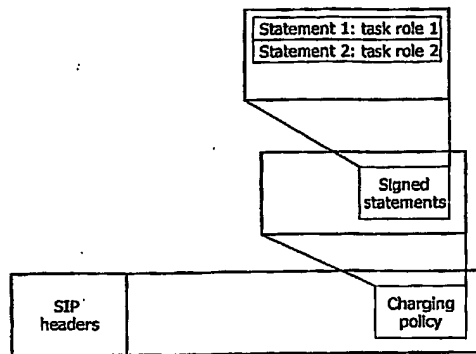 Statement 1: task role 1
Statement 2: task role 2
Signed
statements
SIP
headers
Charging
policy